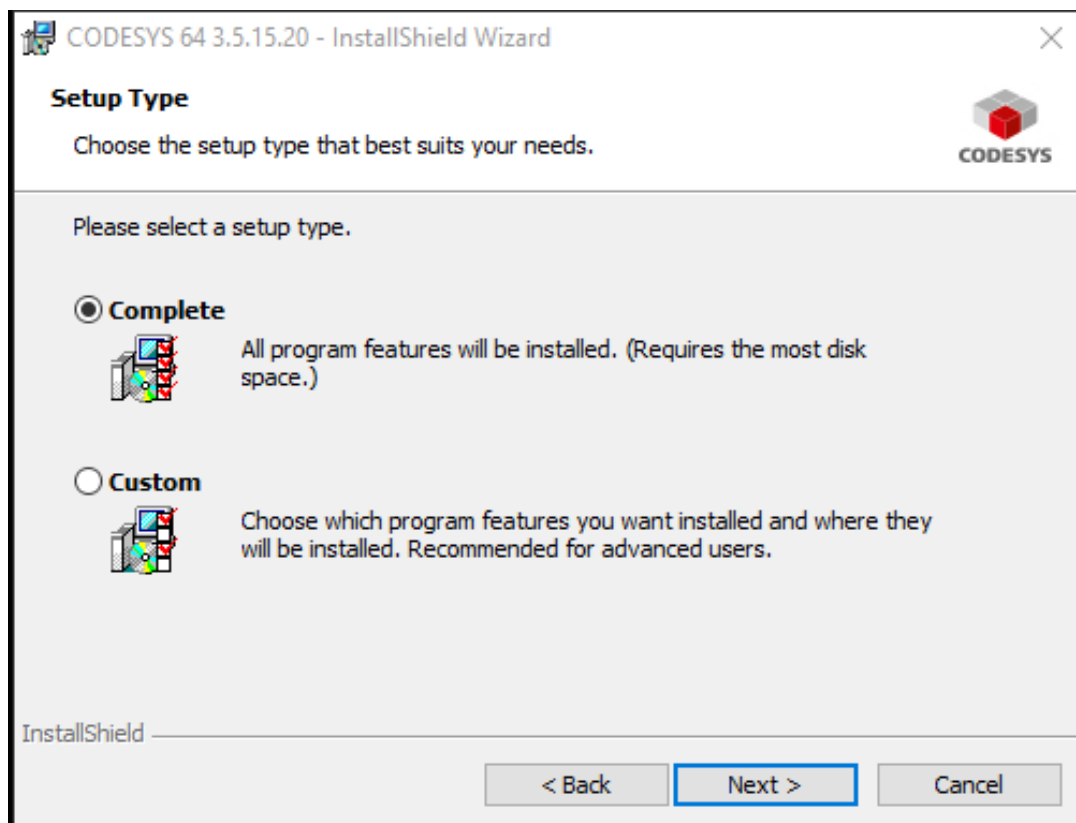 CODESYS 64 3.5.15.20 - InstallShield Wizard
Setup Type
Choose the setup type that best suits your needs.
CODESYS
Please select a setup type.
Complete
All program features will be installed. (Requires the most disk
space.)
Custom
Choose which program features you want installed and where they
will be installed. Recommended for advanced users.
InstallShield
< Back
Next >
Cancel